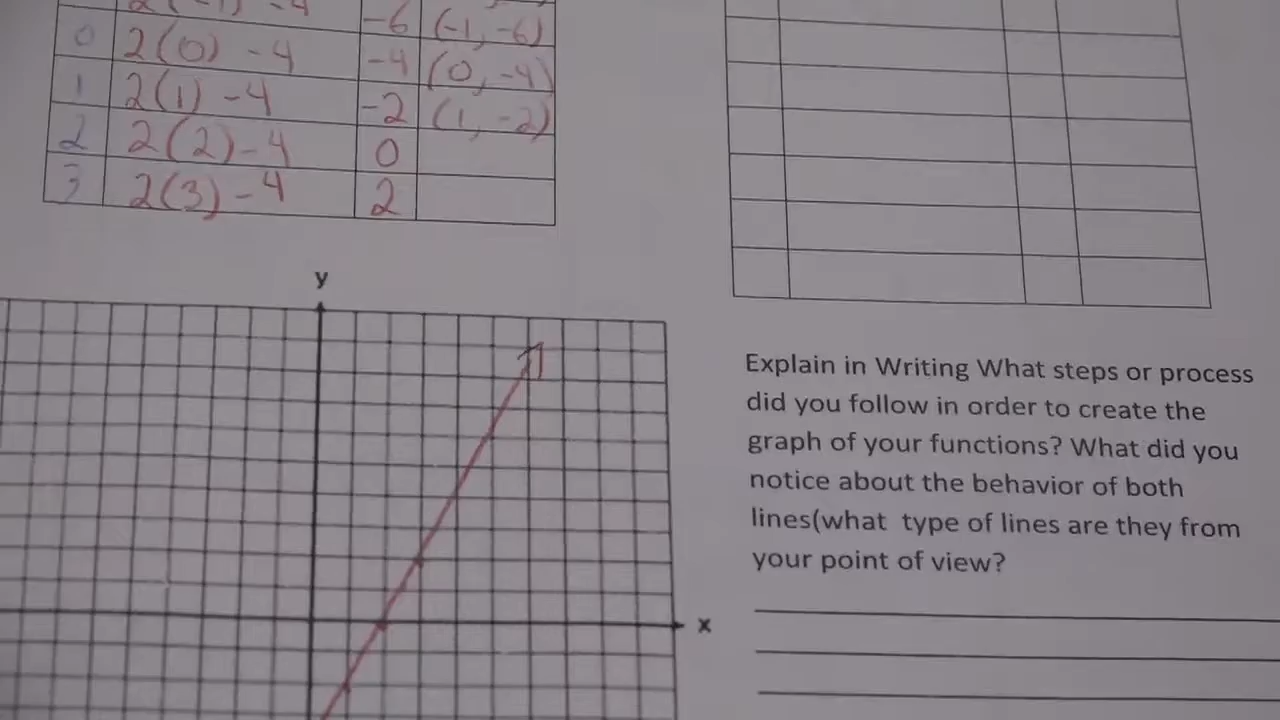 2(-1) -4 -6 (-1, -6)
0 2(0) -4 -4 (0, -4)
1 2(1) -4 -2 (1, -2)
2 2(2)-4 0
3 2(3)-4 2
y
x
Explain in Writing What steps or process
did you follow in order to create the
graph of your functions? What did you
notice about the behavior of both
lines(what type of lines are they from
your point of view?